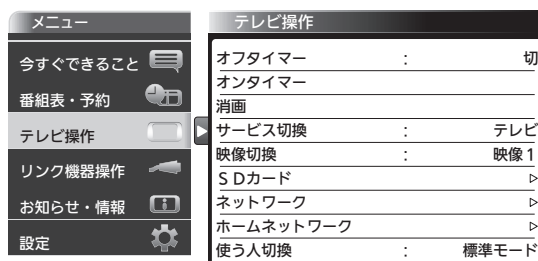 メニュー
今すぐできること
番組表・予約
テレビ操作
リンク機器操作
お知らせ・情報
設定
テレビ操作
オフタイマー : 切
オンタイマー
消画
サービス切換 : テレビ
映像切換 : 映像1
SDカード
ネットワーク
ホームネットワーク
使う人切換 : 標準モード